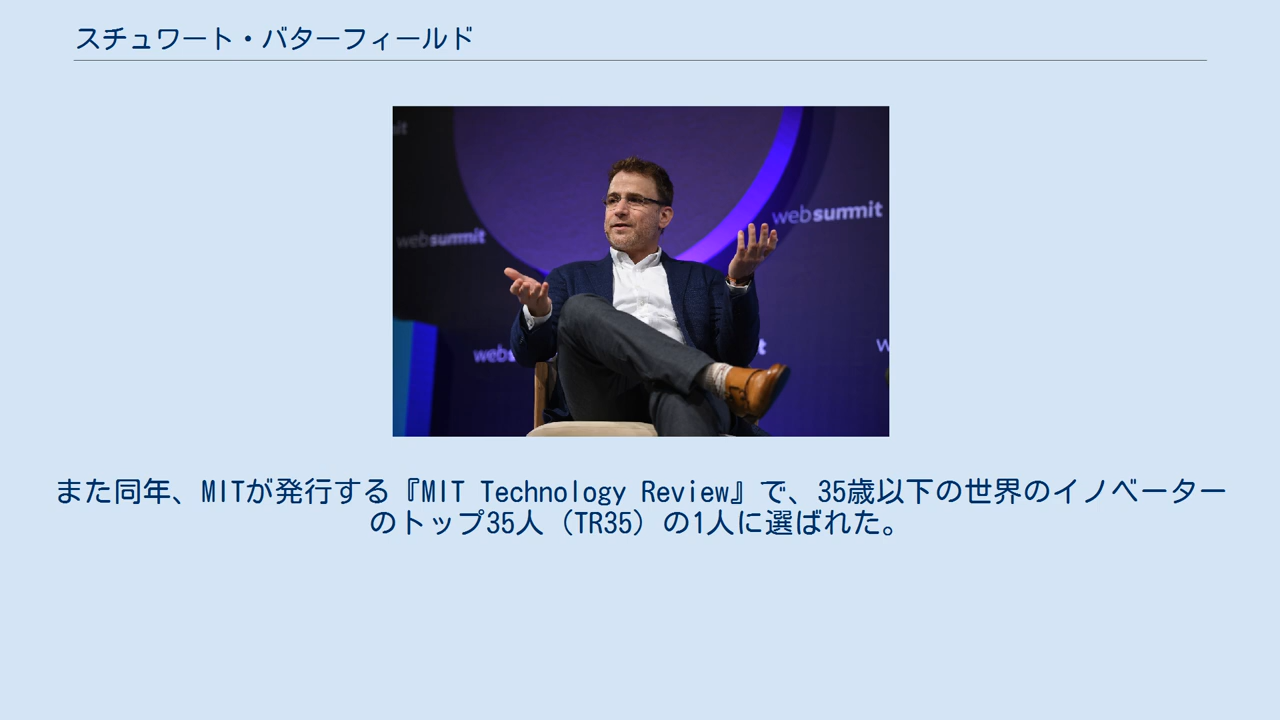 スチュワート・バターフィールド
it
websummit
websummit
webs
it
w
また同年、MITが発行する『MIT Technology Review』で、35歳以下の世界のイノベーター
のトップ35人（TR35）の1人に選ばれた。